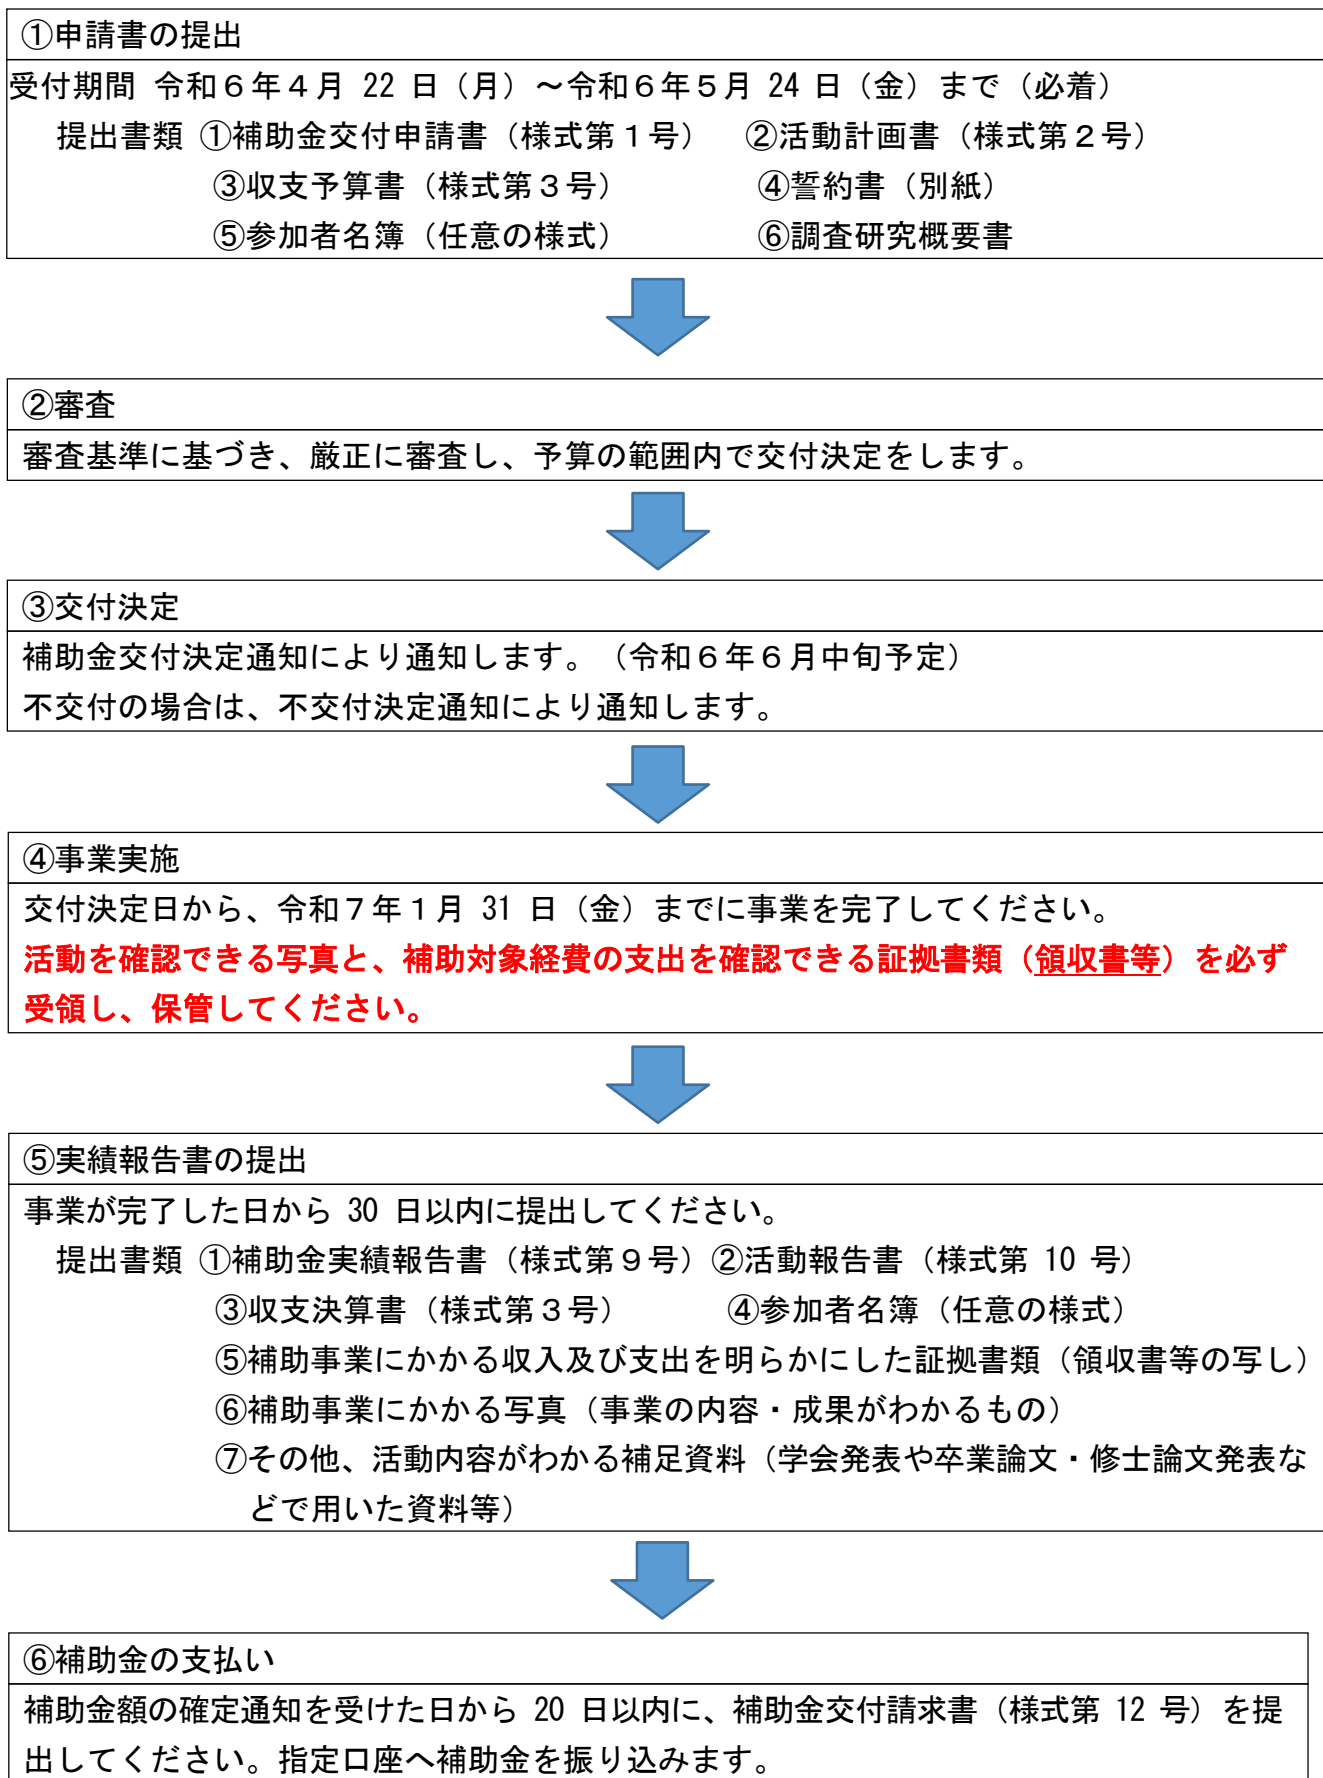 ①申請書の提出
受付期間 令和６年４月 22 日（月）～令和６年５月 24 日（金）まで（必着）
提出書類 ①補助金交付申請書（様式第１号） ②活動計画書（様式第２号）
③収支予算書（様式第３号） ④誓約書（別紙）
⑤参加者名簿（任意の様式） ⑥調査研究概要書
②審査
審査基準に基づき、厳正に審査し、予算の範囲内で交付決定をします。
③交付決定
補助金交付決定通知により通知します。（令和６年６月中旬予定）
不交付の場合は、不交付決定通知により通知します。
④事業実施
交付決定日から、令和７年１月 31 日（金）までに事業を完了してください。
活動を確認できる写真と、補助対象経費の支出を確認できる証拠書類（領収書等）を必ず
受領し、保管してください。
⑤実績報告書の提出
事業が完了した日から 30 日以内に提出してください。
提出書類 ①補助金実績報告書（様式第９号）②活動報告書（様式第 10 号）
③収支決算書（様式第３号） ④参加者名簿（任意の様式）
⑤補助事業にかかる収入及び支出を明らかにした証拠書類（領収書等の写し）
⑥補助事業にかかる写真（事業の内容・成果がわかるもの）
⑦その他、活動内容がわかる補足資料（学会発表や卒業論文・修士論文発表な
どで用いた資料等）
⑥補助金の支払い
補助金額の確定通知を受けた日から 20 日以内に、補助金交付請求書（様式第 12 号）を提
出してください。指定口座へ補助金を振り込みます。